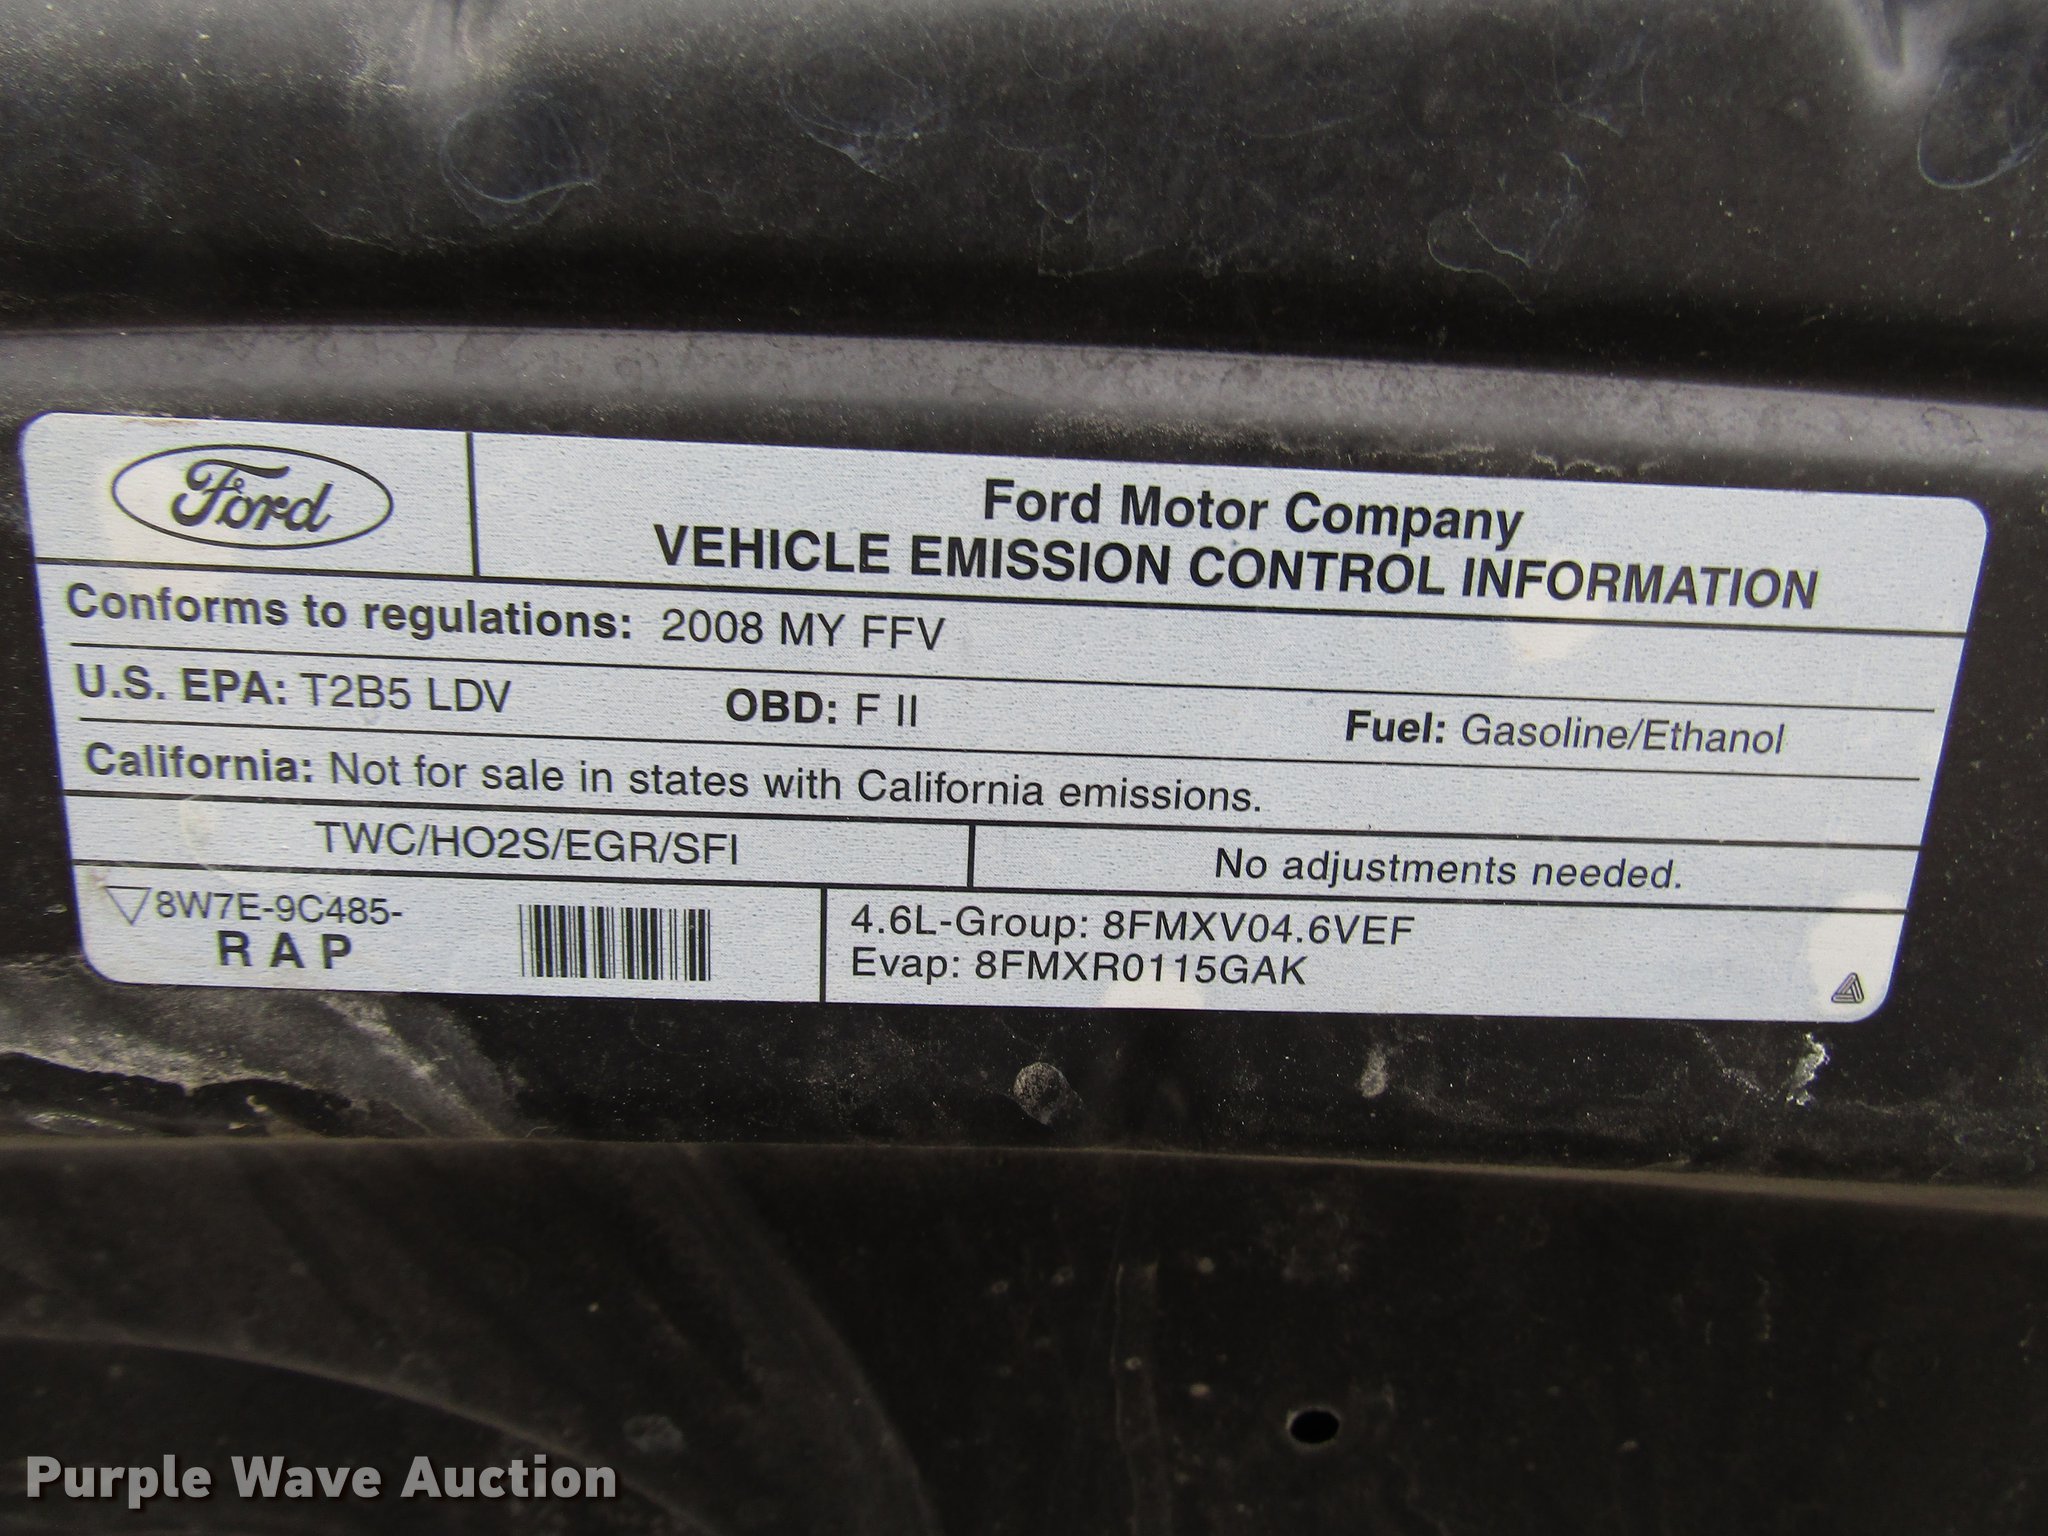 Ford
Ford Motor Company
VEHICLE EMISSION CONTROL INFORMATION
Conforms to regulations: 2008 MY FFV
U.S. EPA: T2B5 LDV OBD: F II Fuel: Gasoline/Ethanol
California: Not for sale in states with California emissions.
TWC/HO2S/EGR/SFI
No adjustments needed.
8W7E-9C485-
R A P
4.6L-Group: 8FMXV04.6VEF
Evap: 8FMXR0115GAK
Purple Wave Auction